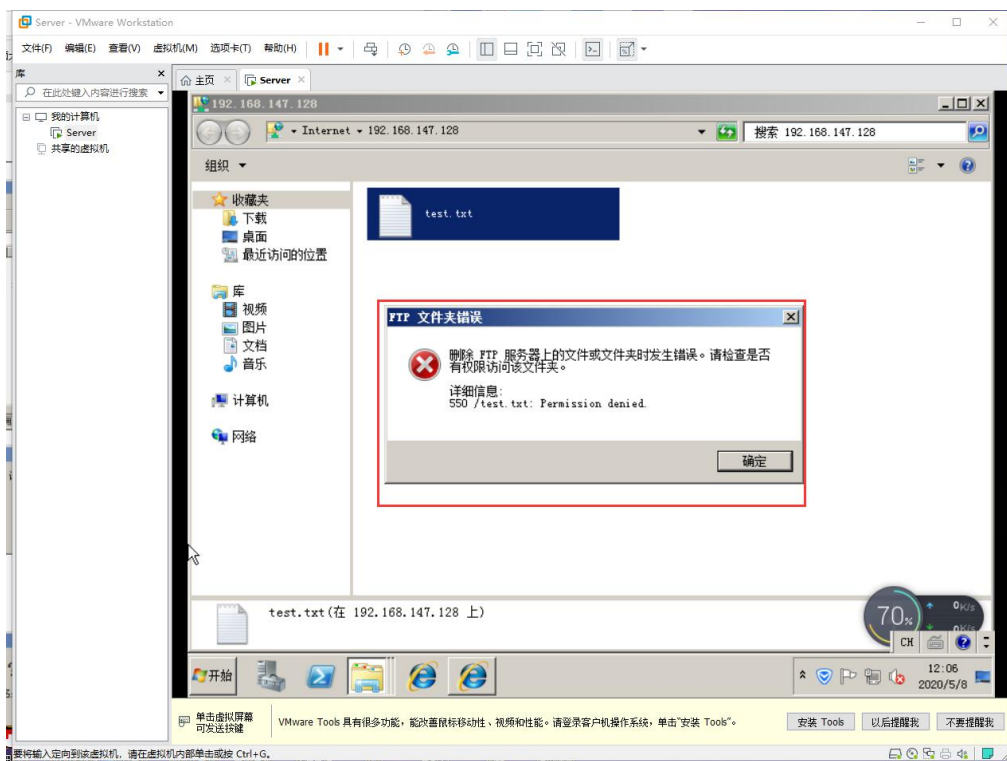 Server - VMware Workstation
文件(F) 编辑(E) 查看(V) 虚拟机(M) 选项卡(T) 帮助(H)
库
在此处键入内容进行搜索
我的计算机
Server
共享的虚拟机
主页
Server
192.168.147.128
Internet 192.168.147.128
搜索 192.168.147.128
组织
收藏夹
下载
桌面
最近访问的位置
库
视频
图片
文档
音乐
计算机
网络
test.txt
FTP 文件夹错误
删除 FTP 服务器上的文件或文件夹时发生错误。请检查是否
有权限访问该文件夹。
详细信息:
550 /test.txt: Permission denied.
确定
test.txt(在 192.168.147.128 上)
70%
0K/s
0K/s
CH
开始
12:06
2020/5/8
单击虚拟屏幕
可发送按键
VMware Tools 具有很多功能，能改善鼠标移动性、视频和性能。请登录客户机操作系统，单击“安装 Tools”。
安装 Tools
以后提醒我
不要提醒我
要将输入定向到该虚拟机，请在虚拟机内部单击或按 Ctrl+G。